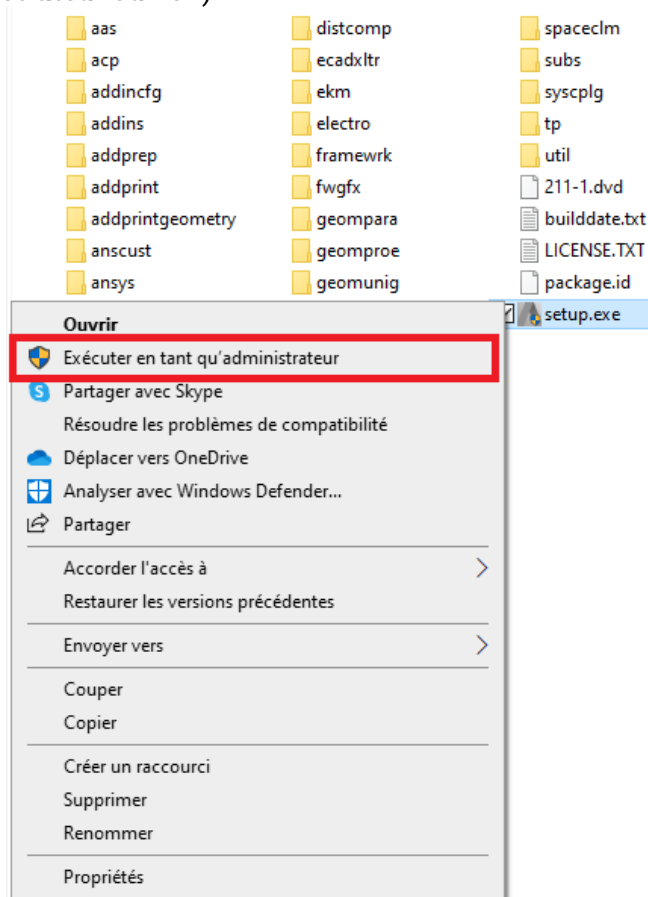 aas
acp
addincfg
addins
addprep
addprint
addprintgeometry
anscust
ansys
distcomp
ecadxltr
ekm
electro
framewrk
fwgfx
geompara
geomproe
geomunig
spaceclm
subs
syscplg
tp
util
211-1.dvd
builddate.txt
LICENSE.TXT
package.id
setup.exe
Ouvrir
Exécuter en tant qu'administrateur
Partager avec Skype
Résoudre les problèmes de compatibilité
Déplacer vers OneDrive
Analyser avec Windows Defender...
Partager
Accorder l'accès à
Restaurer les versions précédentes
Envoyer vers
Couper
Copier
Créer un raccourci
Supprimer
Renommer
Propriétés